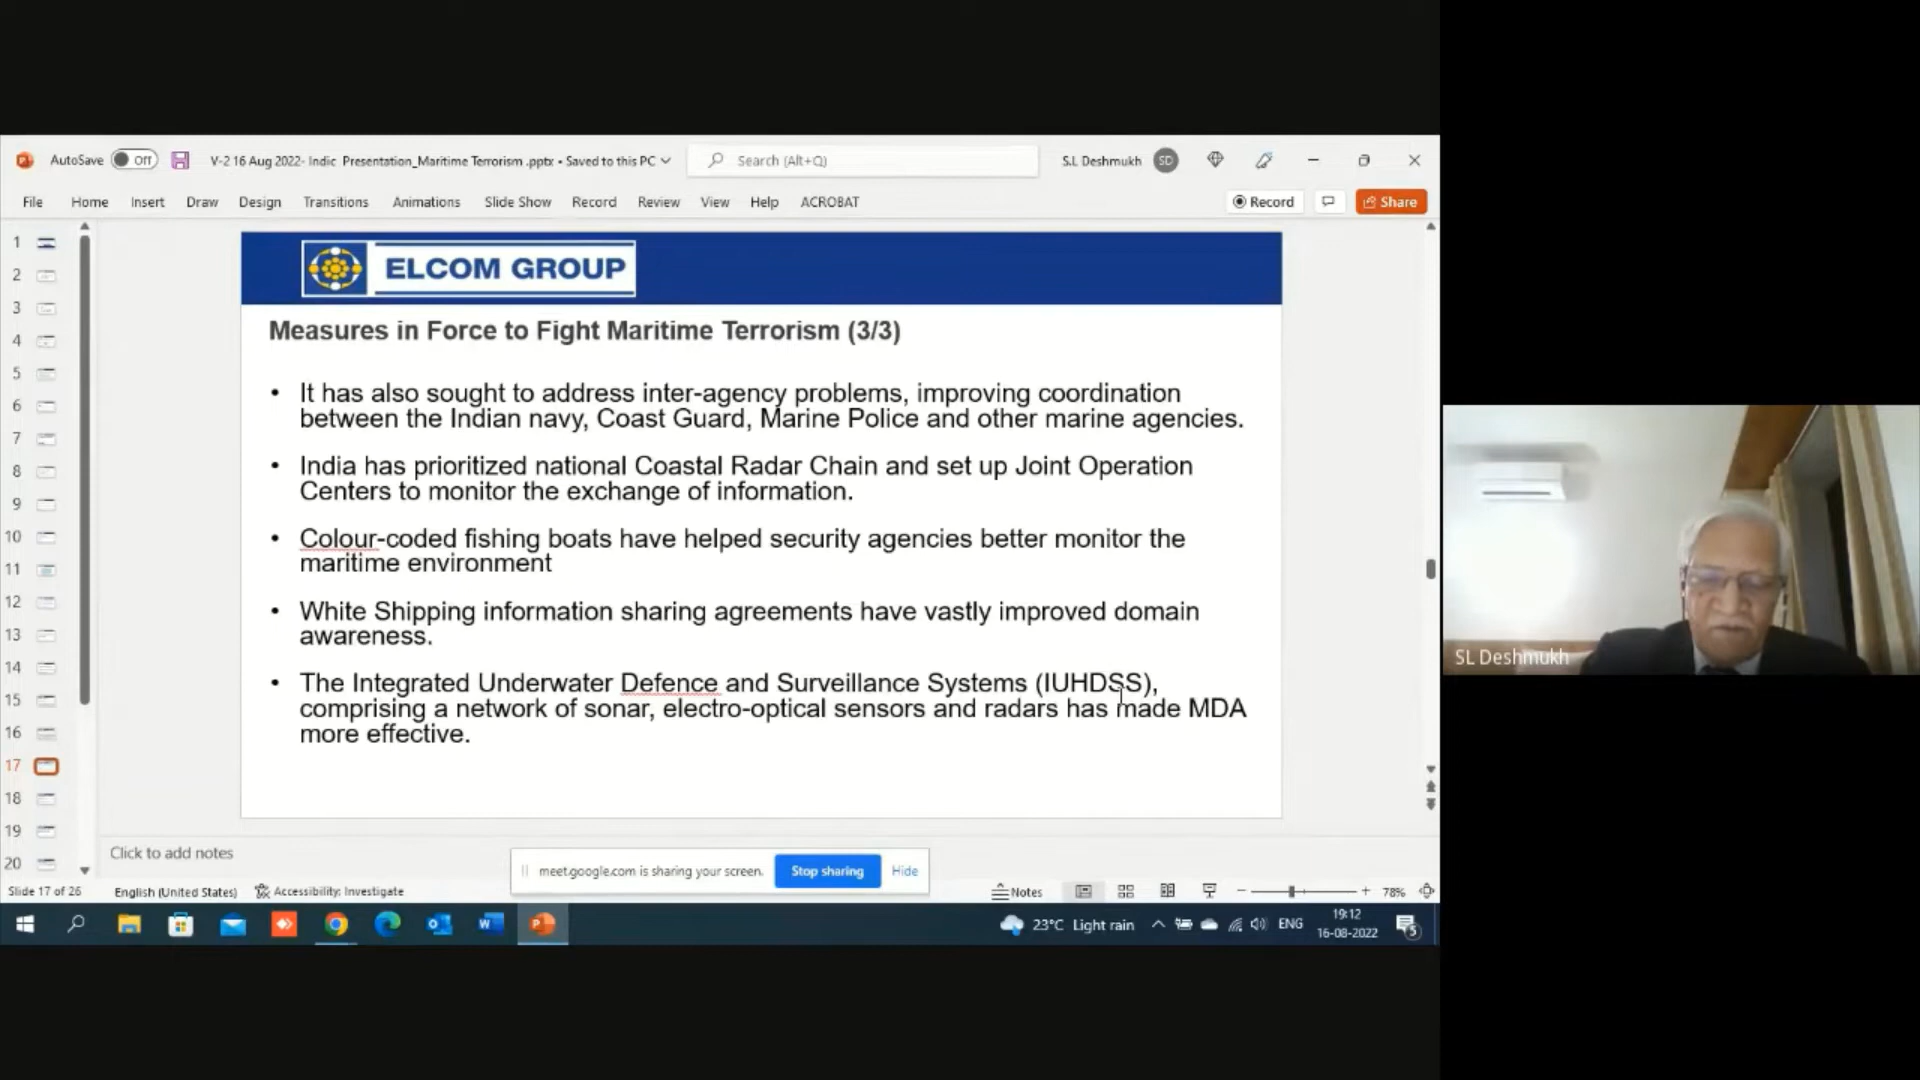 AutoSave Off V-2 16 Aug 2022- Indic Presentation_Maritime Terrorism .pptx • Saved to this PC Search (Alt+Q) S.L Deshmukh SD
File Home Insert Draw Design Transitions Animations Slide Show Record Review View Help ACROBAT Record Share
1
2
3
4
5
6
7
8
9
10
11
12
13
14
15
16
17
18
19
20
ELCOM GROUP
Measures in Force to Fight Maritime Terrorism (3/3)
• It has also sought to address inter-agency problems, improving coordination
between the Indian navy, Coast Guard, Marine Police and other marine agencies.
• India has prioritized national Coastal Radar Chain and set up Joint Operation
Centers to monitor the exchange of information.
• Colour-coded fishing boats have helped security agencies better monitor the
maritime environment
• White Shipping information sharing agreements have vastly improved domain
awareness.
• The Integrated Underwater Defence and Surveillance Systems (IUHDSS),
comprising a network of sonar, electro-optical sensors and radars has made MDA
more effective.
SL Deshmukh
Click to add notes
meet.google.com is sharing your screen. Stop sharing Hide
Slide 17 of 26 English (United States) Accessibility: Investigate Notes 78%
23°C Light rain ENG 19:12
16-08-2022 5